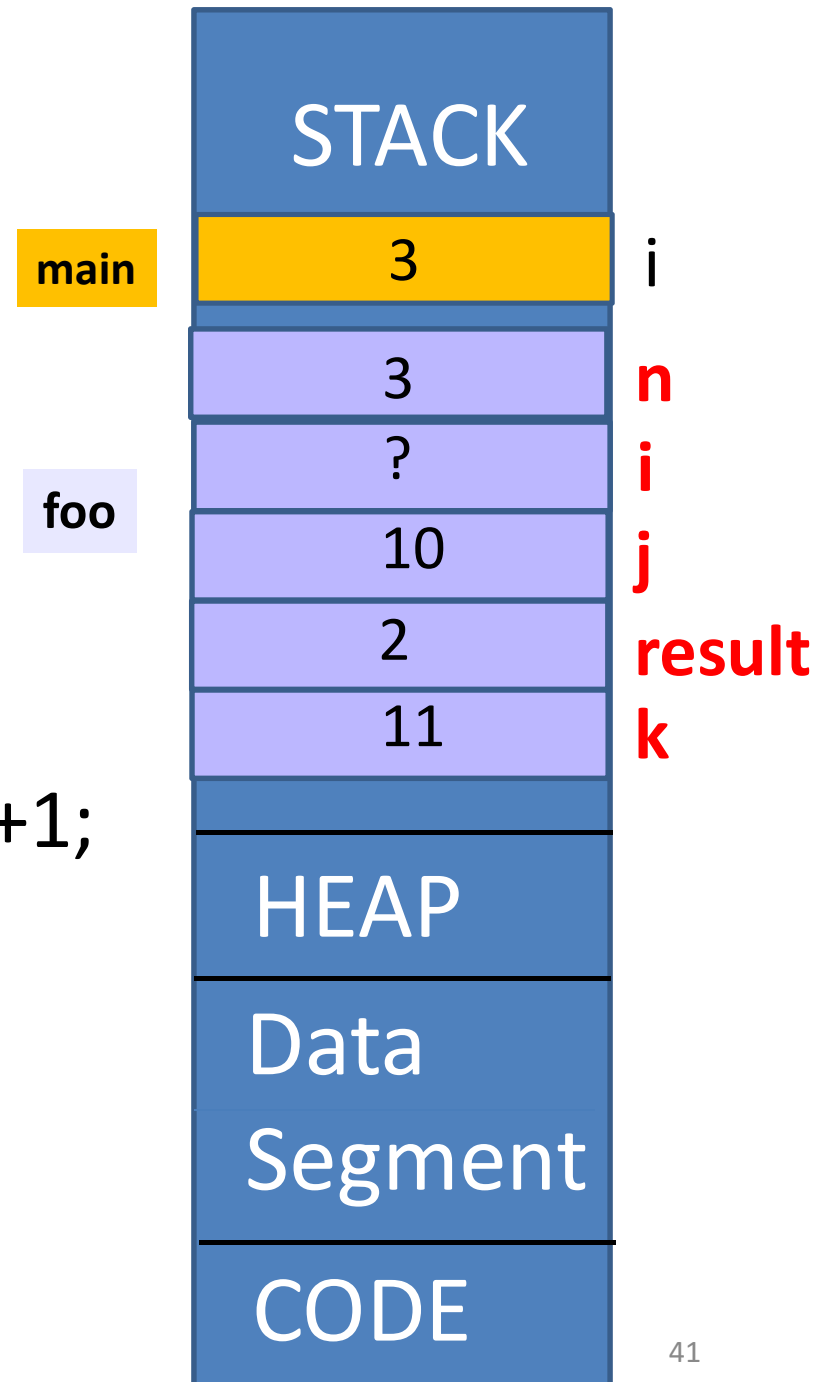 STACK
main 3 i
3 n
? i
foo
10 j
2 result
11 k
+1;
HEAP
Data
Segment
CODE
41